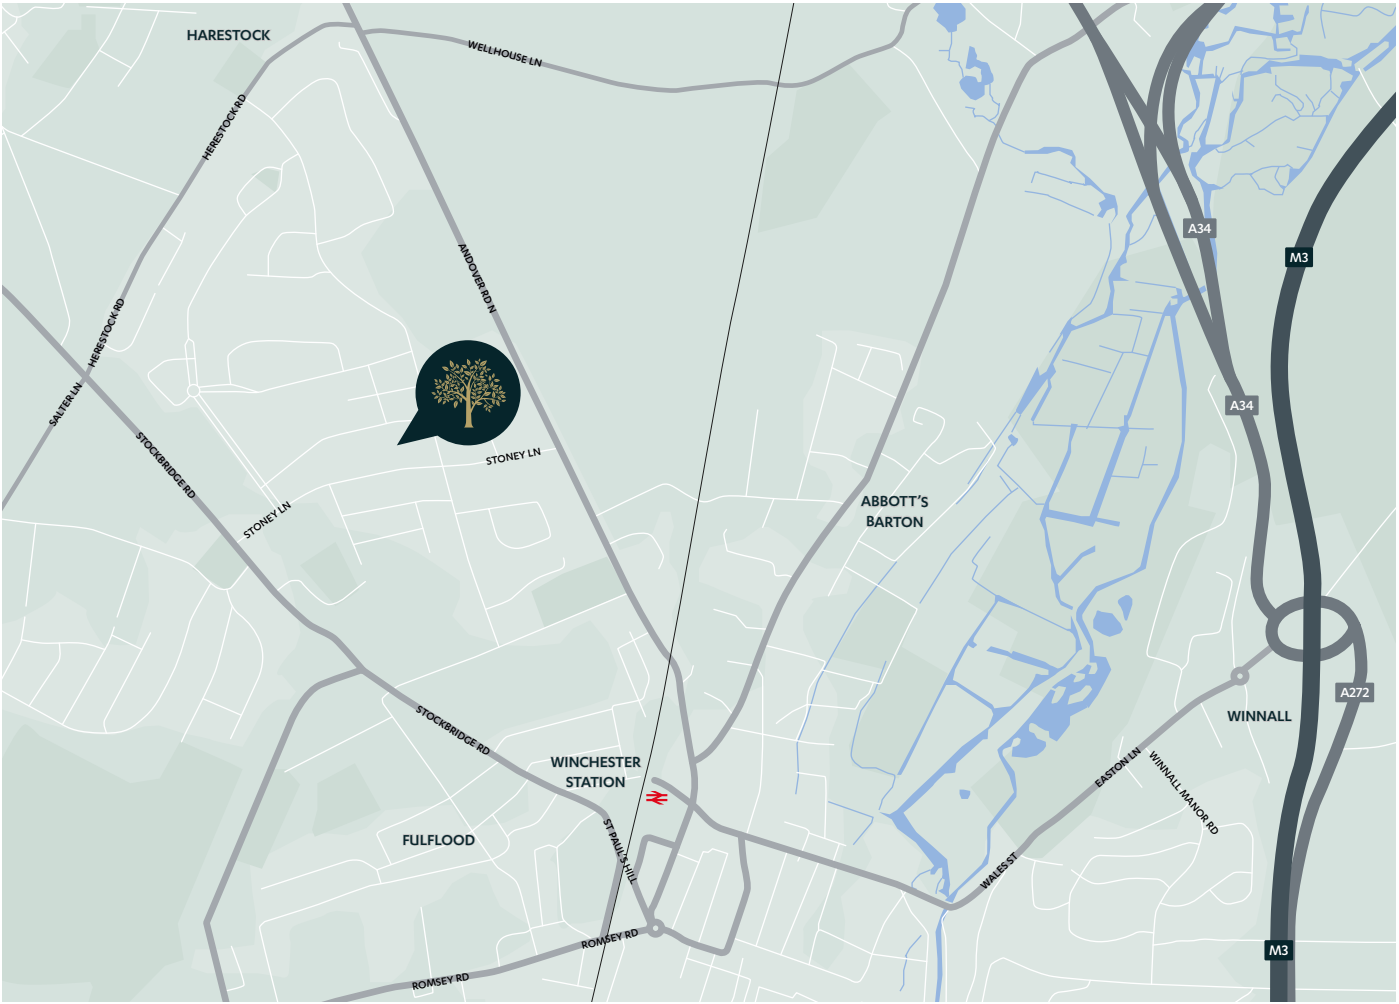 HARESTOCK
WELLHOUSE LN
HERESTOCK RD
A34
M3
ANDOVER RD N
HERESTOCK RD
SALTER LN
A34
STOCKBRIDGE RD
STONEY LN
STONEY LN
ABBOTT'S
BARTON
A272
WINNALL
STOCKBRIDGE RD
WINCHESTER
STATION
EASTON LN
WINNALL MANOR RD
FULFLOOD
ST PAUL'S HILL
WALES ST
ROMSEY RD
M3
ROMSEY RD